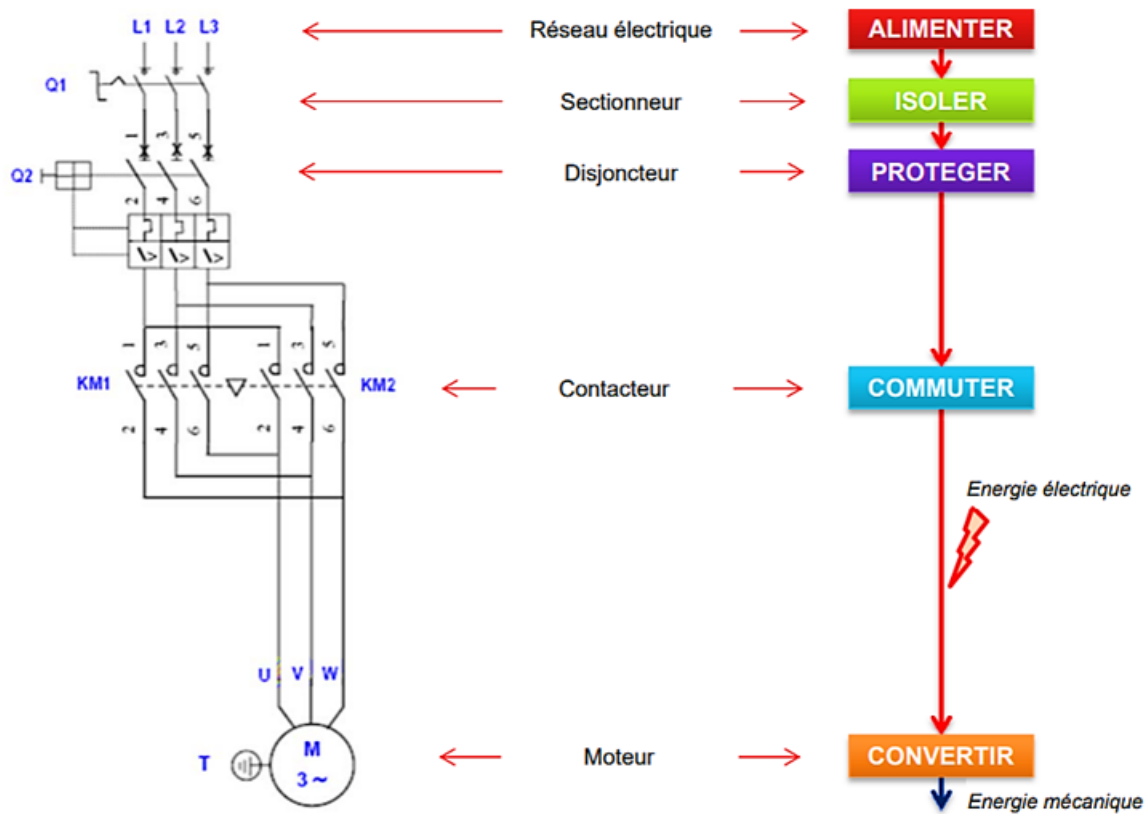 L1 L2 L3
Réseau électrique
ALIMENTER
Q1
Sectionneur
ISOLER
1 3 5
Q2
Disjoncteur
PROTEGER
2 4 6
1 3 5 1 3 5
KM1
KM2
Contacteur
COMMUTER
2 4 6 2 4 6
Energie électrique
U V W
T
M
3 ~
Moteur
CONVERTIR
Energie mécanique